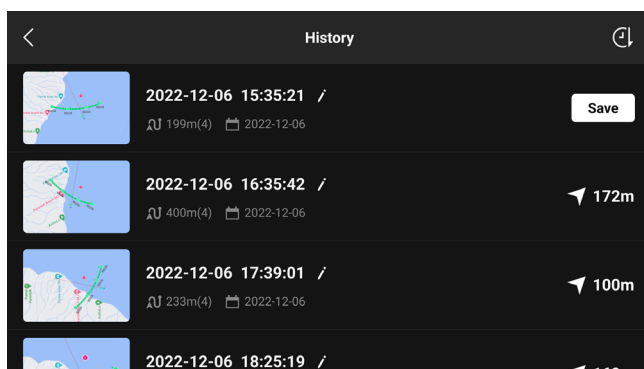 History
2022-12-06 15:35:21
199m(4) 2022-12-06
Save
2022-12-06 16:35:42
400m(4) 2022-12-06
172m
2022-12-06 17:39:01
233m(4) 2022-12-06
100m
2022-12-06 18:25:19